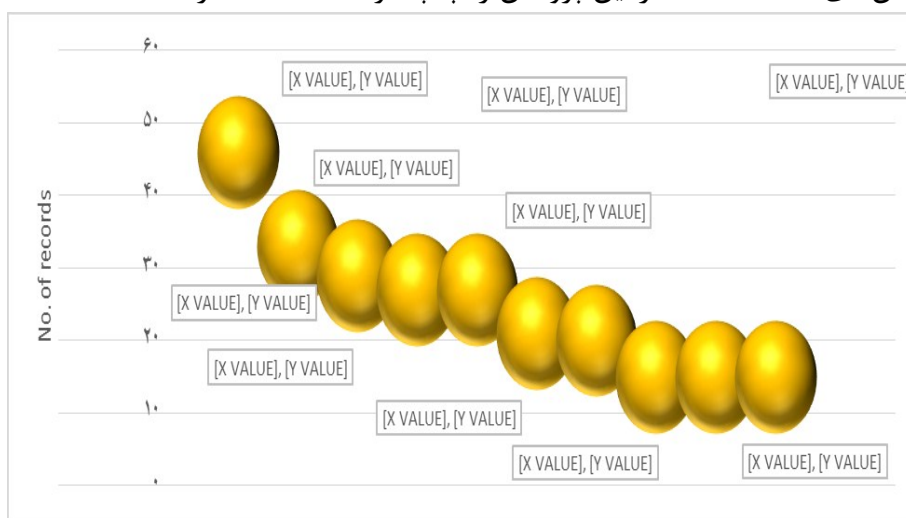 ۶۰
[X VALUE], [Y VALUE]
[X VALUE], [Y VALUE]
[X VALUE], [Y VALUE
۵۰
[X VALUE], [Y VALUE]
۴۰
[X VALUE], [Y VALUE]
No. of records
۳۰
[X VALUE], [Y VALUE]
۲۰
[X VALUE], [Y VALUE]
۱۰
[X VALUE], [Y VALUE]
[X VALUE], [Y VALUE]
[X VALUE], [Y VALUE]
۰